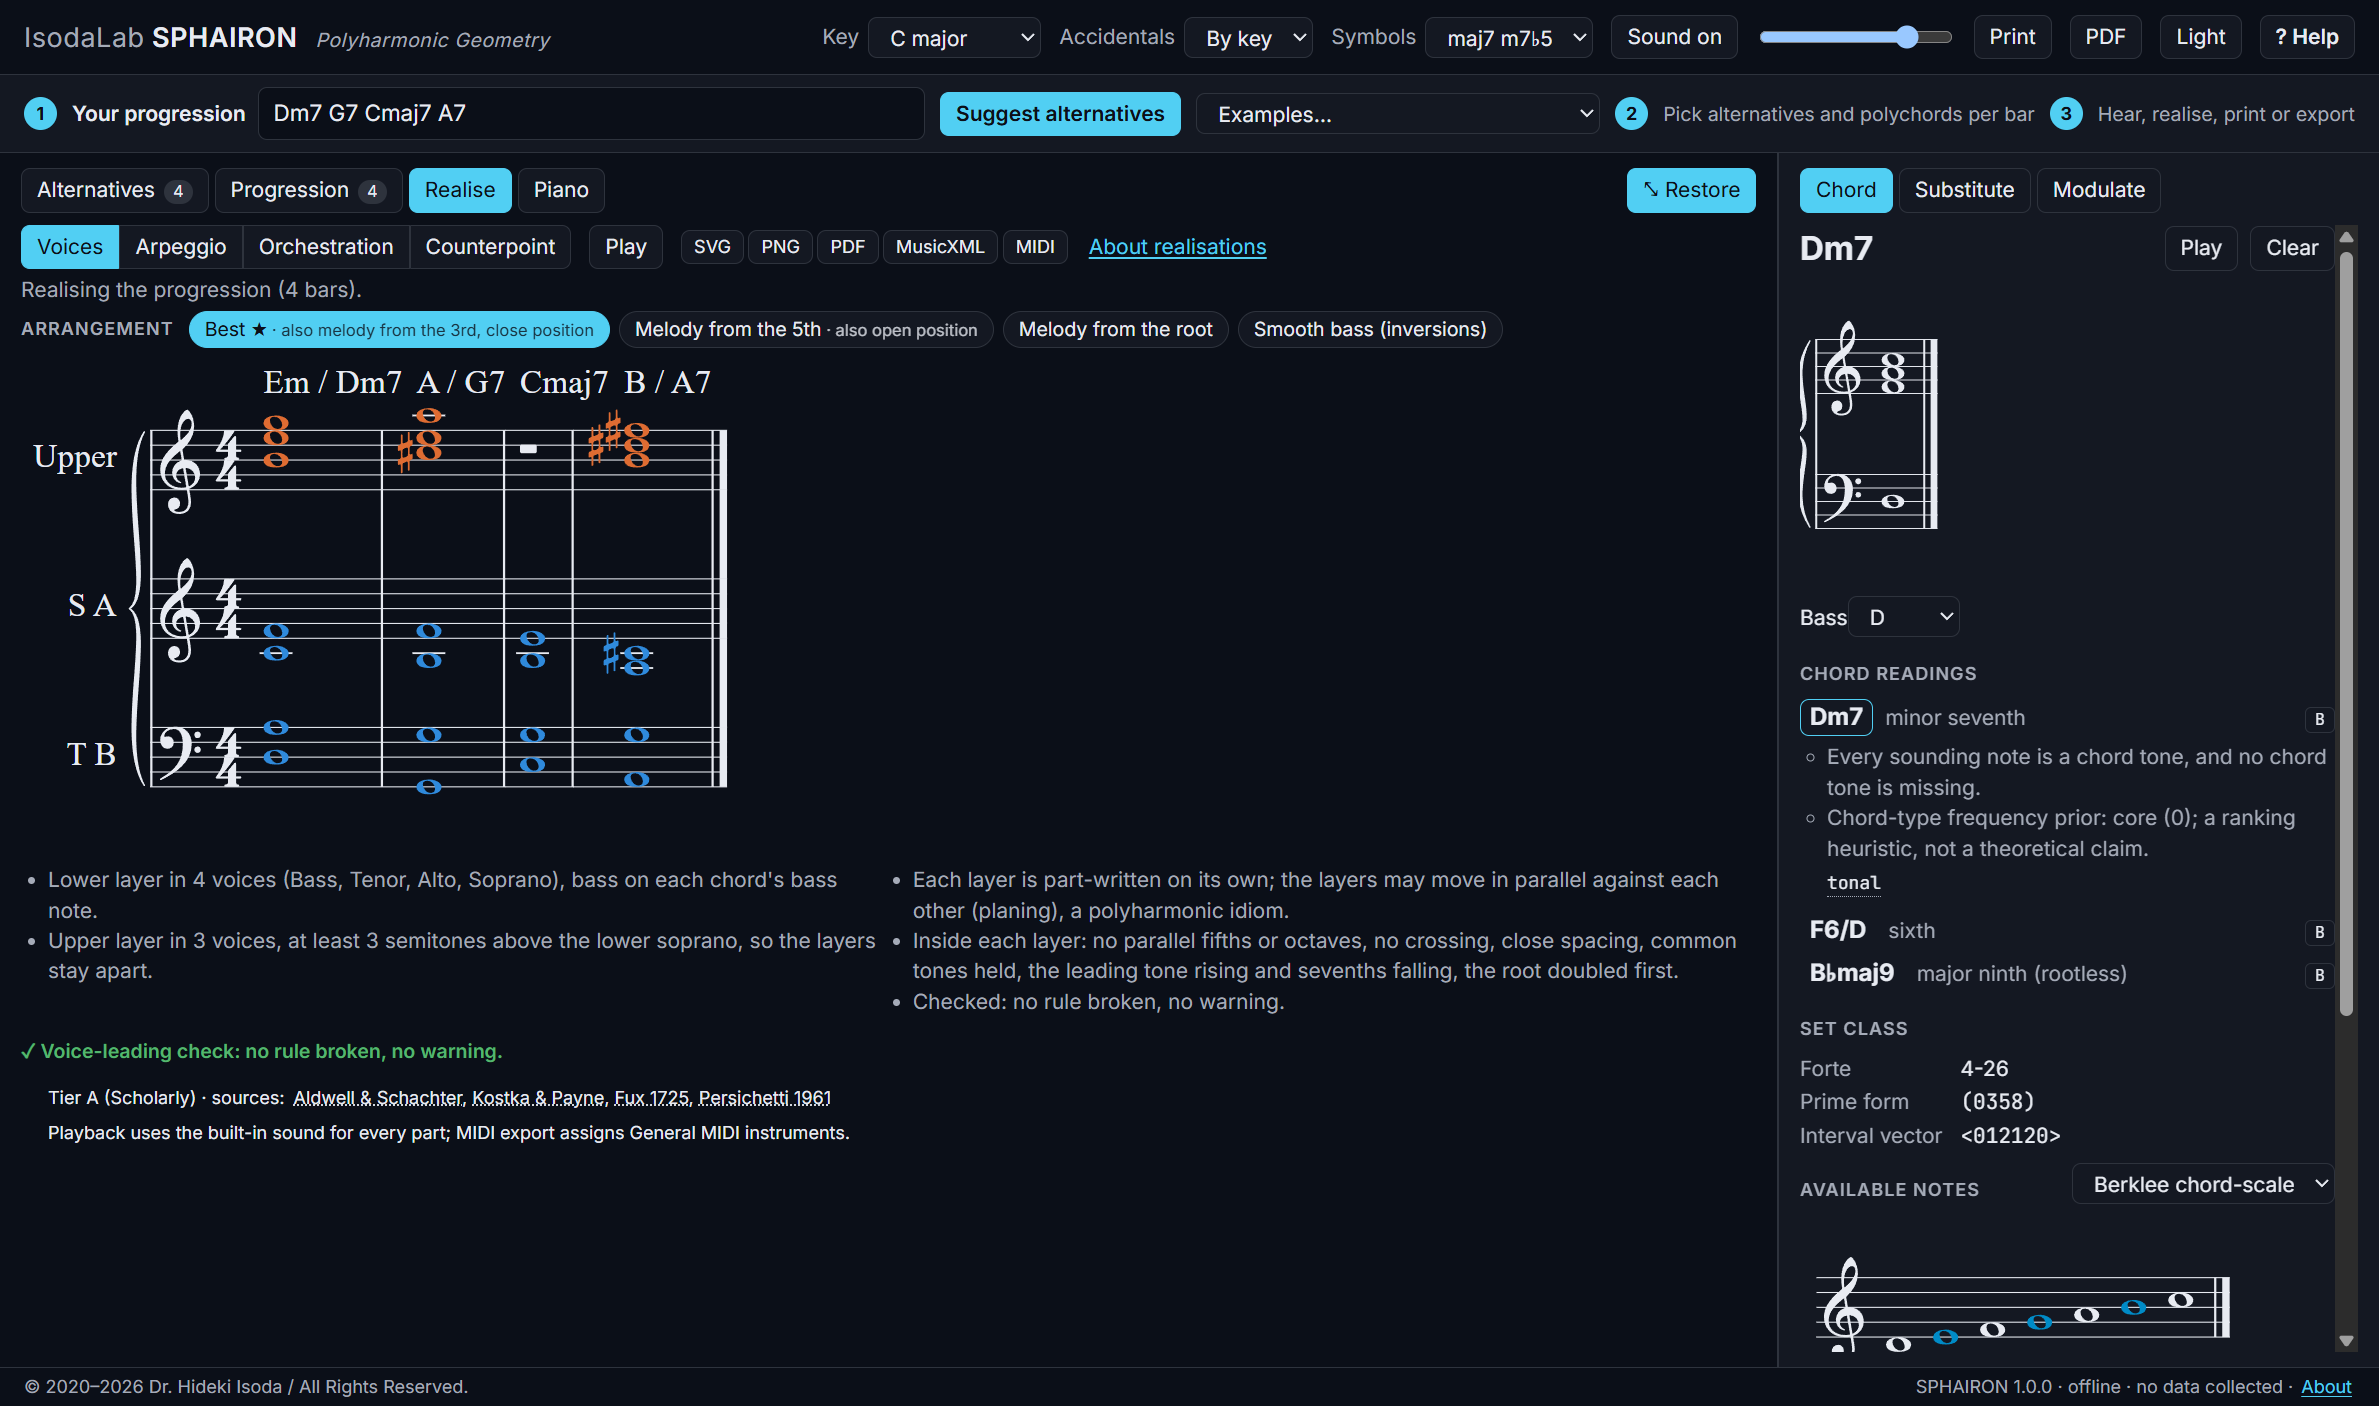 IsodaLab SPHAIRON Polyharmonic Geometry
Key C major Accidentals By key Symbols maj7 m7♭5 Sound on Print PDF Light ? Help
1 Your progression Dm7 G7 Cmaj7 A7 Suggest alternatives Examples... 2 Pick alternatives and polychords per bar 3 Hear, realise, print or export
Alternatives 4 Progression 4 Realise Piano ⤡ Restore
Voices Arpeggio Orchestration Counterpoint Play SVG PNG PDF MusicXML MIDI About realisations
Realising the progression (4 bars).
ARRANGEMENT Best ★ · also melody from the 3rd, close position Melody from the 5th · also open position Melody from the root Smooth bass (inversions)
Em / Dm7 A / G7 Cmaj7 B / A7
Upper
4
4
S A
4
4
T B
4
4
Lower layer in 4 voices (Bass, Tenor, Alto, Soprano), bass on each chord's bass
note.
Upper layer in 3 voices, at least 3 semitones above the lower soprano, so the layers
stay apart.
Each layer is part-written on its own; the layers may move in parallel against each
other (planing), a polyharmonic idiom.
Inside each layer: no parallel fifths or octaves, no crossing, close spacing, common
tones held, the leading tone rising and sevenths falling, the root doubled first.
Checked: no rule broken, no warning.
✓ Voice-leading check: no rule broken, no warning.
Tier A (Scholarly) · sources: Aldwell & Schachter, Kostka & Payne, Fux 1725, Persichetti 1961
Playback uses the built-in sound for every part; MIDI export assigns General MIDI instruments.
Chord Substitute Modulate
Dm7 Play Clear
Bass D
CHORD READINGS
Dm7 minor seventh B
Every sounding note is a chord tone, and no chord
tone is missing.
Chord-type frequency prior: core (0); a ranking
heuristic, not a theoretical claim.
tonal
F6/D sixth B
B♭maj9 major ninth (rootless) B
SET CLASS
Forte 4-26
Prime form (0358)
Interval vector <012120>
AVAILABLE NOTES Berklee chord-scale
© 2020–2026 Dr. Hideki Isoda / All Rights Reserved.
SPHAIRON 1.0.0 · offline · no data collected · About